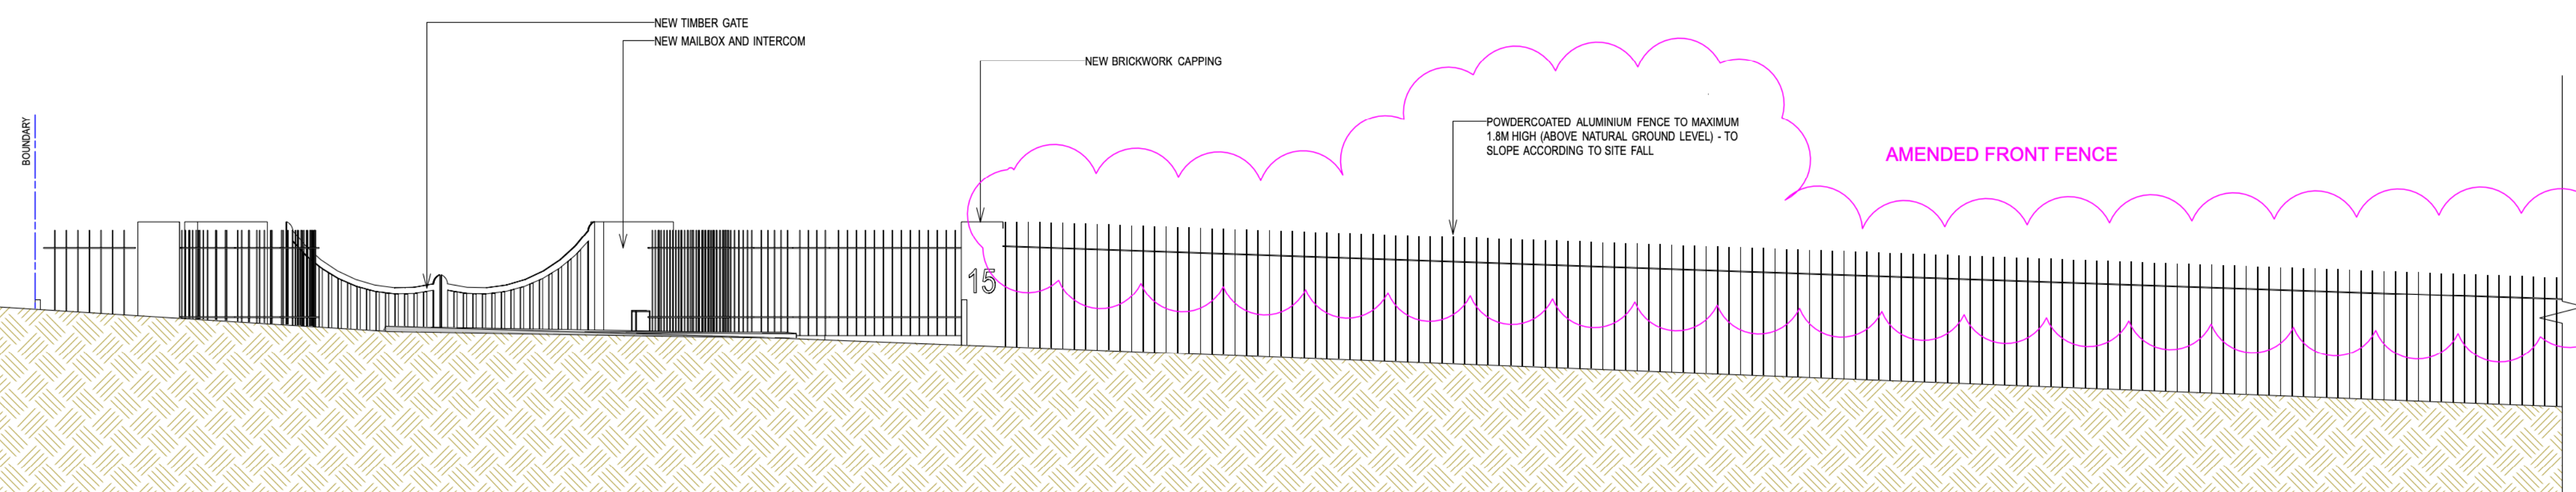 NEW TIMBER GATE
NEW MAILBOX AND INTERCOM
NEW BRICKWORK CAPPING
BOUNDARY
POWDERCOATED ALUMINIUM FENCE TO MAXIMUM
1.8M HIGH (ABOVE NATURAL GROUND LEVEL) - TO
SLOPE ACCORDING TO SITE FALL
AMENDED FRONT FENCE
15